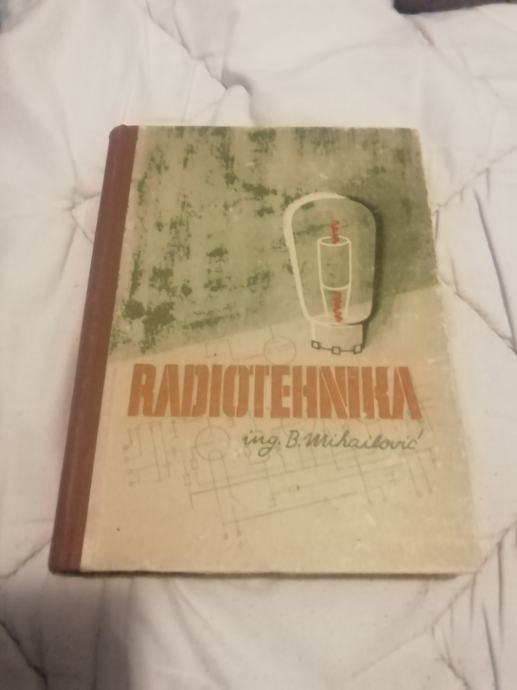 RADIOTEHNIKA
ing. B. Mihailović